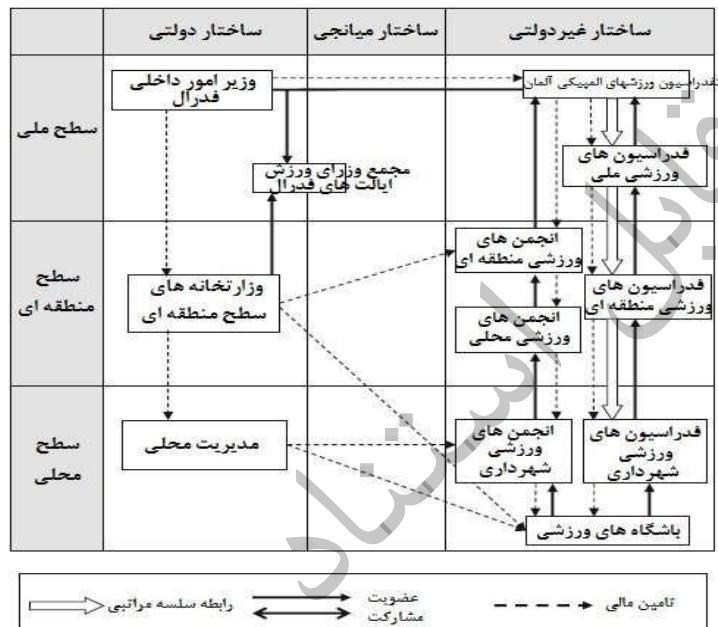 ساختار غیردولتی
ساختار میانجی
ساختار دولتی
سطح ملی
فدراسیون ورزشهای المپیکی آلمان
وزیر امور داخلی
فدرال
فدراسیون های
ورزشی ملی
مجمع وزرای ورزش
ایالت های فدرال
سطح
منطقه ای
انجمن های
ورزشی منطقه ای
وزارتخانه های
سطح منطقه ای
فدراسیون های
ورزشی منطقه ای
انجمن های
ورزشی محلی
سطح
محلی
فدراسیون های
ورزشی
شهرداری
انجمن های
ورزشی
شهرداری
مدیریت محلی
باشگاه های ورزشی
تامین مالی
عضویت
مشارکت
رابطه سلسه مراتبی
قابل استناد